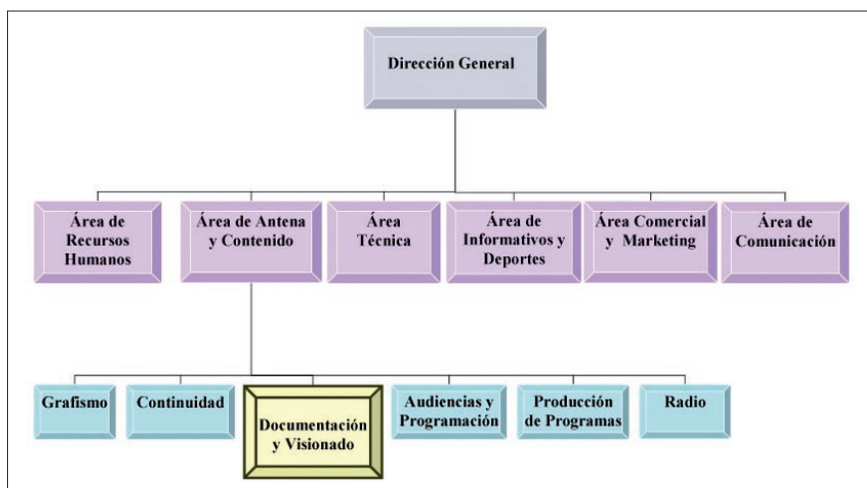 Dirección General
Área de
Recursos
Humanos
Área de Antena
y Contenido
Área
Técnica
Área de
Informativos y
Deportes
Área Comercial
y Marketing
Área de
Comunicación
Grafismo
Continuidad
Documentación
y Visionado
Audiencias y
Programación
Producción
de Programas
Radio